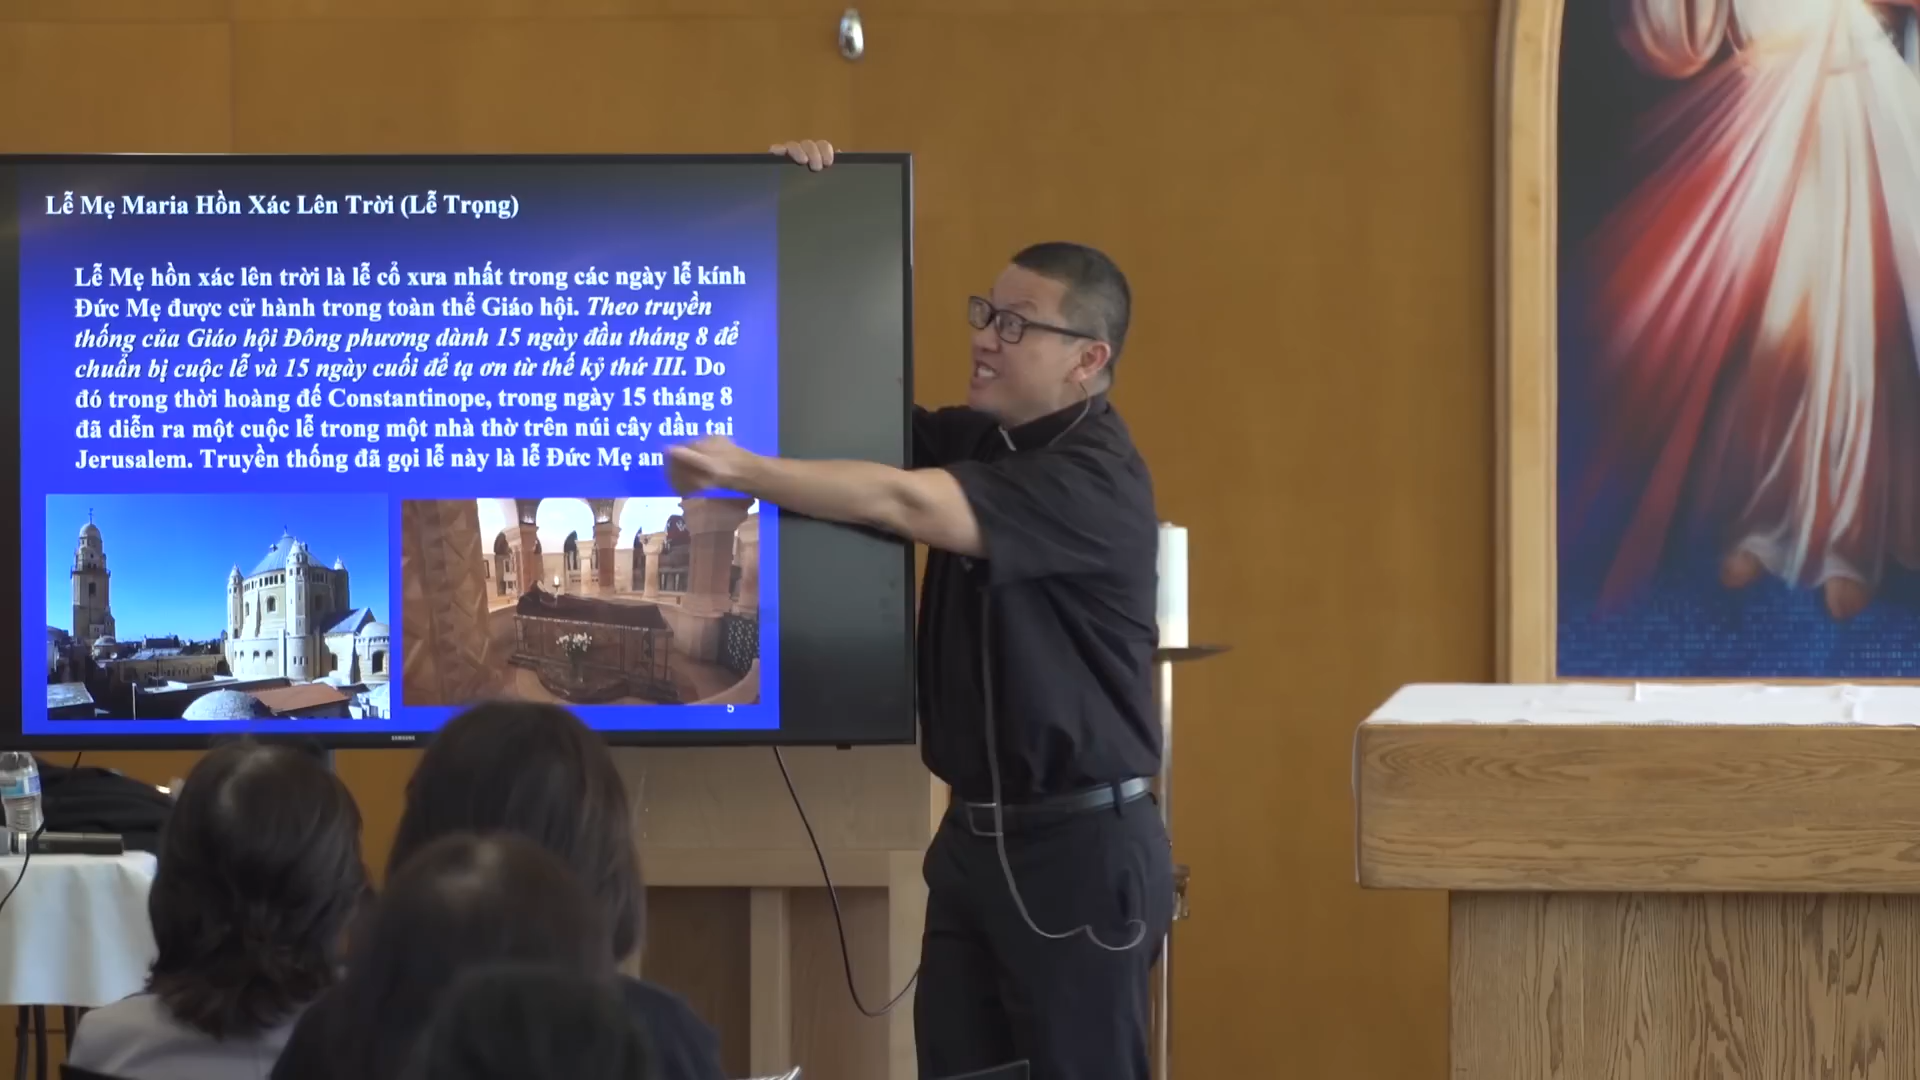 Lễ Mẹ Maria Hồn Xác Lên Trời (Lễ Trọng)
Lễ Mẹ hồn xác lên trời là lễ cổ xưa nhất trong các ngày lễ kính
Đức Mẹ được cử hành trong toàn thể Giáo hội. Theo truyền
thống của Giáo hội Đông phương dành 15 ngày đầu tháng 8 để
chuẩn bị cuộc lễ và 15 ngày cuối để tạ ơn từ thế kỷ thứ III. Do
đó trong thời hoàng đế Constantinope, trong ngày 15 tháng 8
đã diễn ra một cuộc lễ trong một nhà thờ trên núi cây dầu tại
Jerusalem. Truyền thống đã gọi lễ này là lễ Đức Mẹ an
5
SAMSUNG